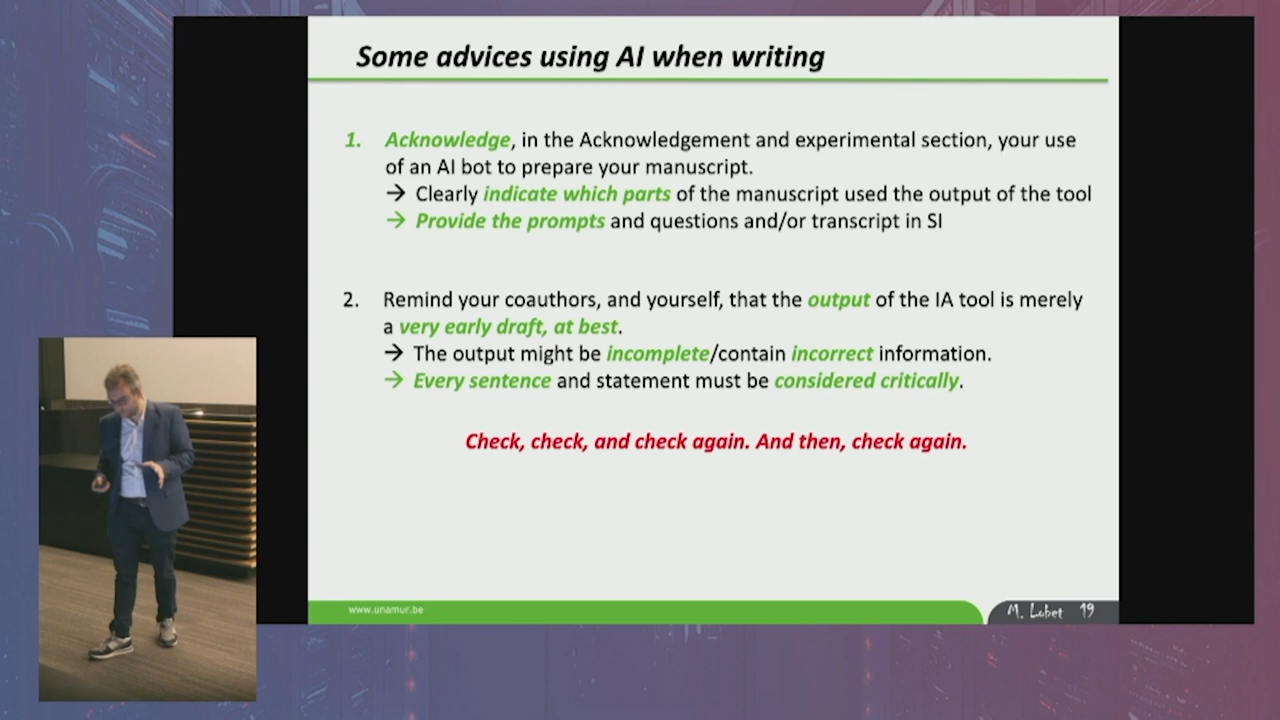 Some advices using AI when writing
1. Acknowledge, in the Acknowledgement and experimental section, your use
of an AI bot to prepare your manuscript.
→ Clearly indicate which parts of the manuscript used the output of the tool
→ Provide the prompts and questions and/or transcript in SI
2. Remind your coauthors, and yourself, that the output of the IA tool is merely
a very early draft, at best.
→ The output might be incomplete/contain incorrect information.
→ Every sentence and statement must be considered critically.
Check, check, and check again. And then, check again.
www.unamur.be
M. Lobet 19